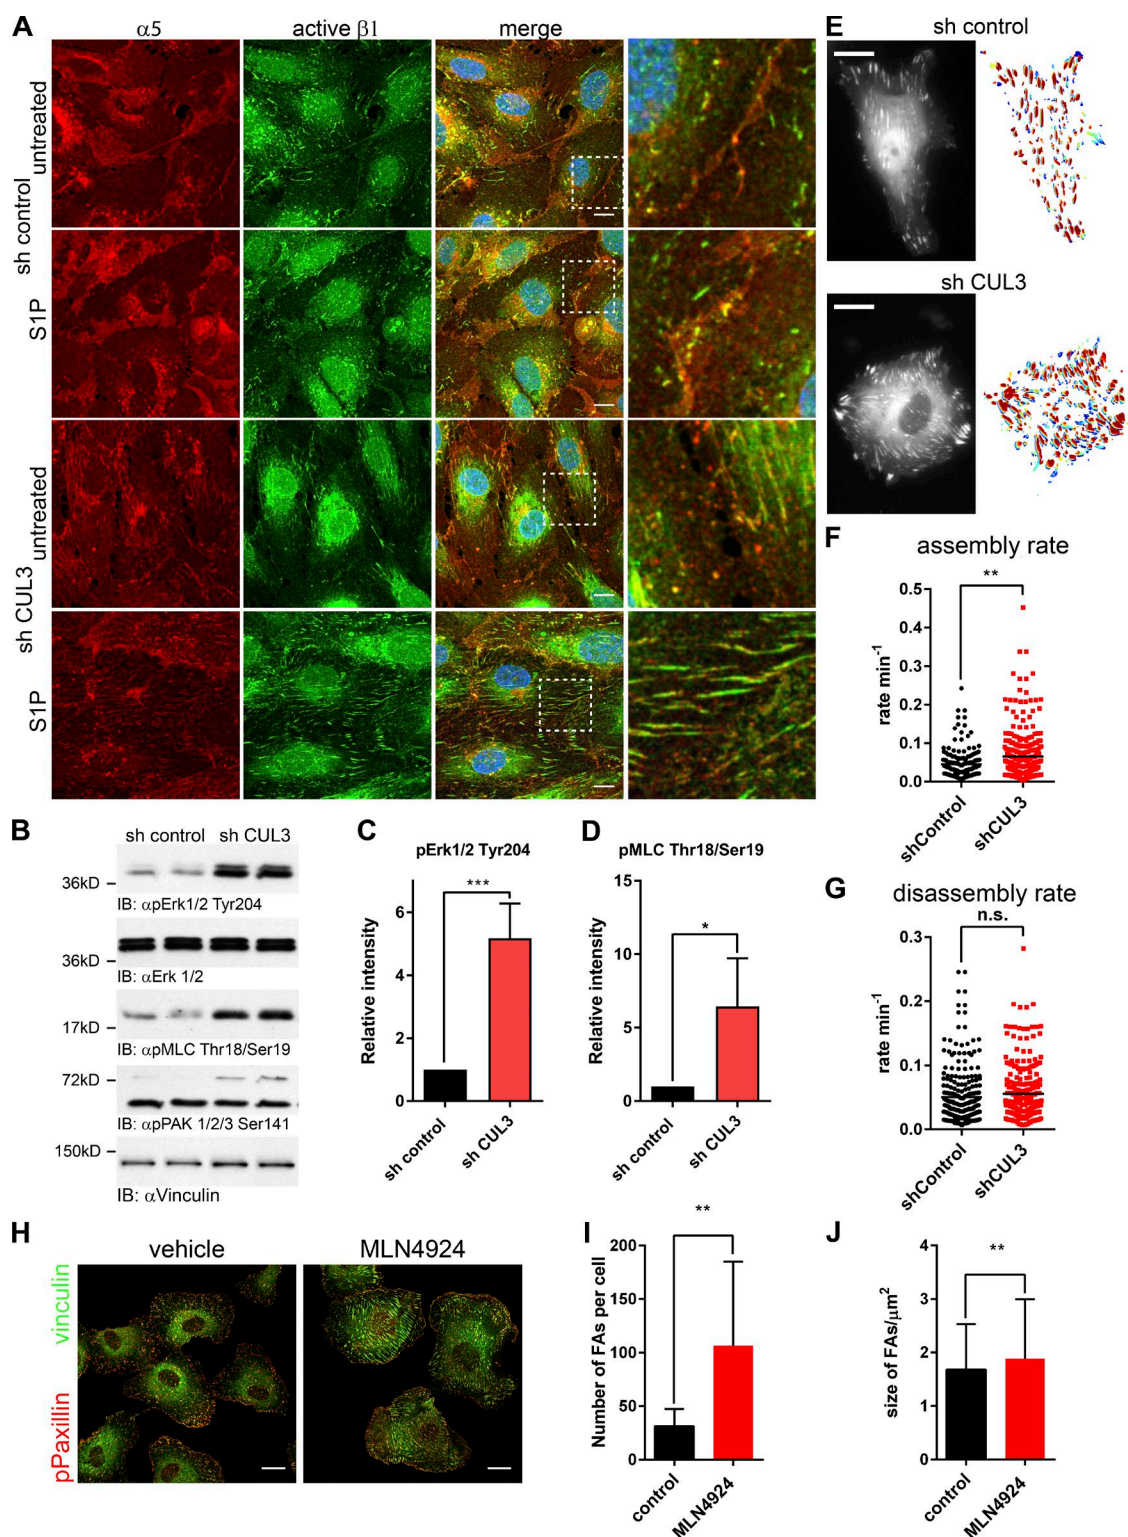 A
α5
active β1
merge
sh control
untreated
S1P
sh CUL3
untreated
S1P
B
sh control
sh CUL3
36kD
IB: αpErk1/2 Tyr204
36kD
IB: αErk 1/2
17kD
IB: αpMLC Thr18/Ser19
72kD
IB: αpPAK 1/2/3 Ser141
150kD
IB: αVinculin
C
pErk1/2 Tyr204
***
Relative intensity
6
4
2
0
sh control
sh CUL3
D
pMLC Thr18/Ser19
*
Relative intensity
15
10
5
0
sh control
sh CUL3
E
sh control
sh CUL3
F
assembly rate
**
rate min-1
0.5
0.4
0.3
0.2
0.1
0.0
shControl
shCUL3
G
disassembly rate
n.s.
rate min-1
0.3
0.2
0.1
0.0
shControl
shCUL3
H
vehicle
MLN4924
pPaxillin
vinculin
I
**
Number of FAs per cell
200
150
100
50
0
control
MLN4924
J
**
size of FAs/μm2
4
3
2
1
0
control
MLN4924